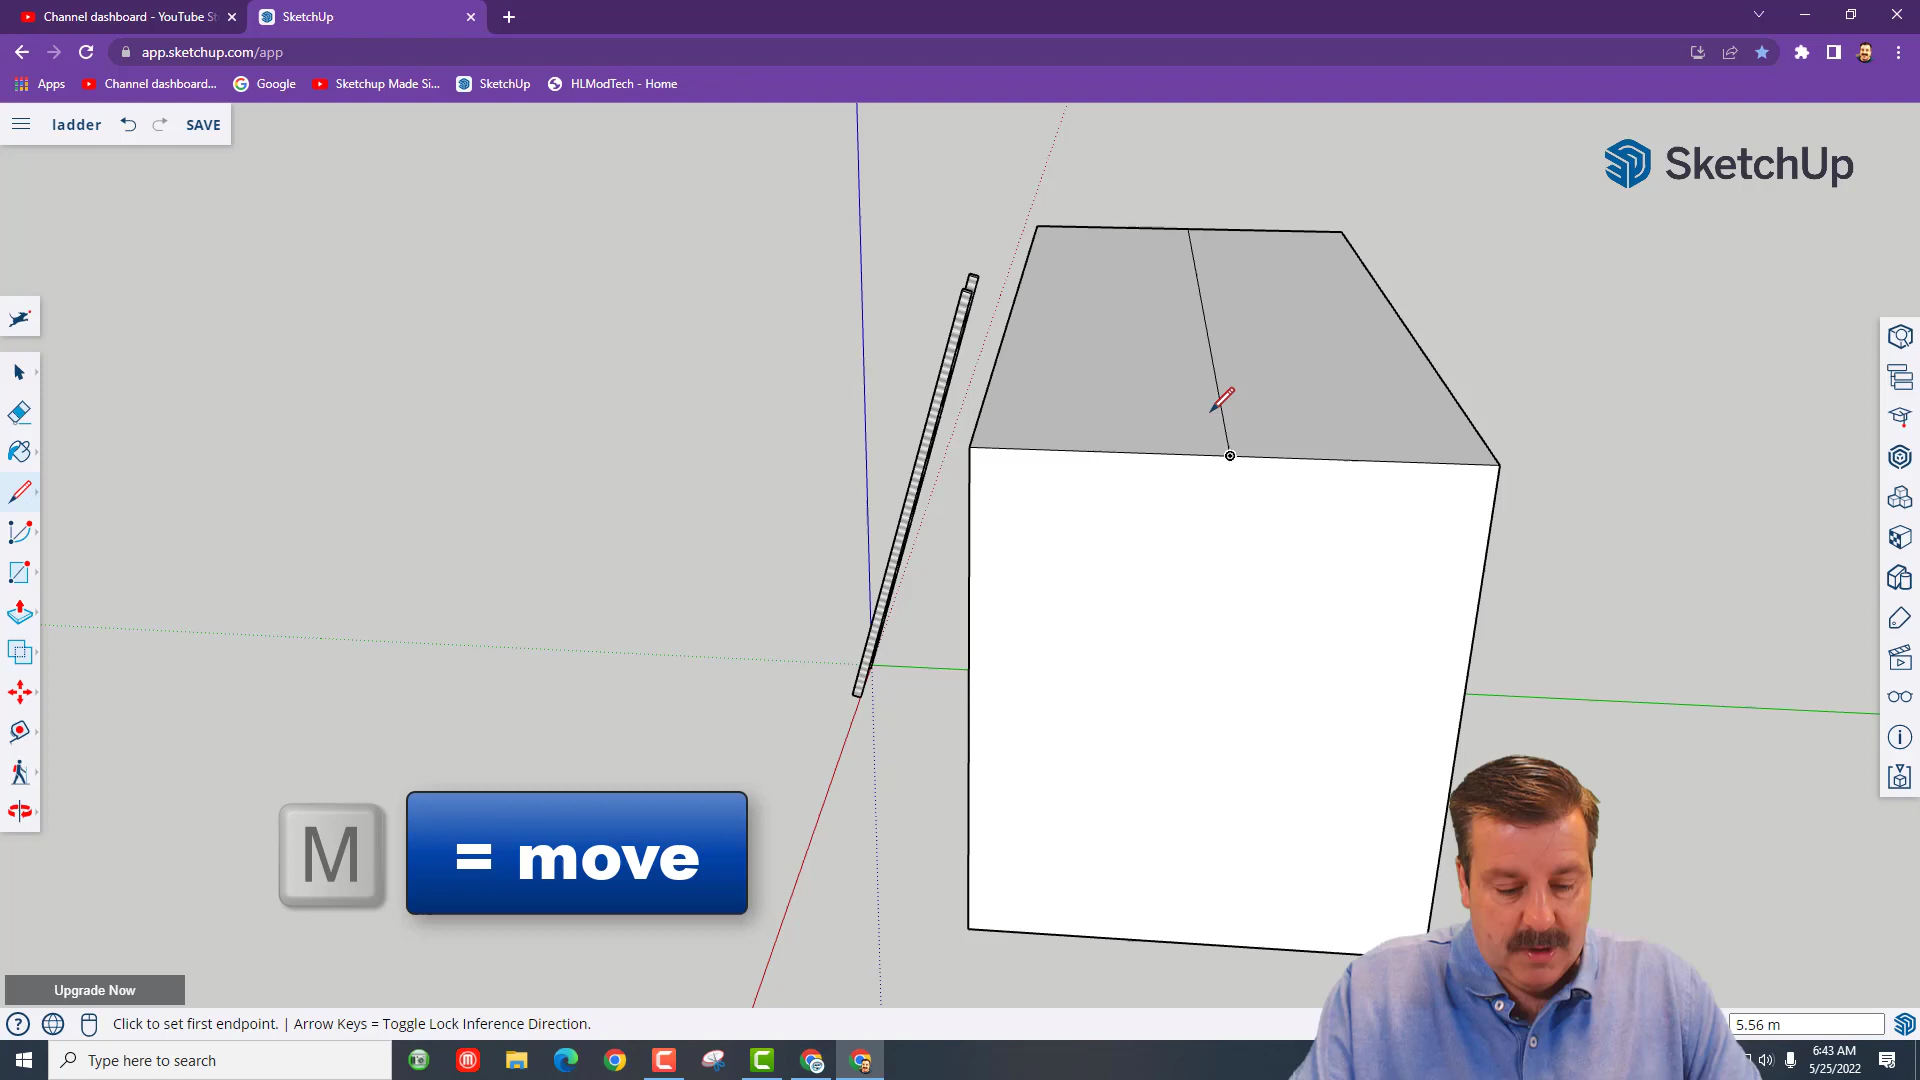 Channel dashboard - YouTube St
SketchUp
app.sketchup.com/app
Apps
Channel dashboard...
Google
Sketchup Made Si...
SketchUp
HLModTech - Home
ladder
SAVE
SketchUp
M
= move
Upgrade Now
Click to set first endpoint. | Arrow Keys = Toggle Lock Inference Direction.
5.56 m
Type here to search
6:43 AM
5/25/2022